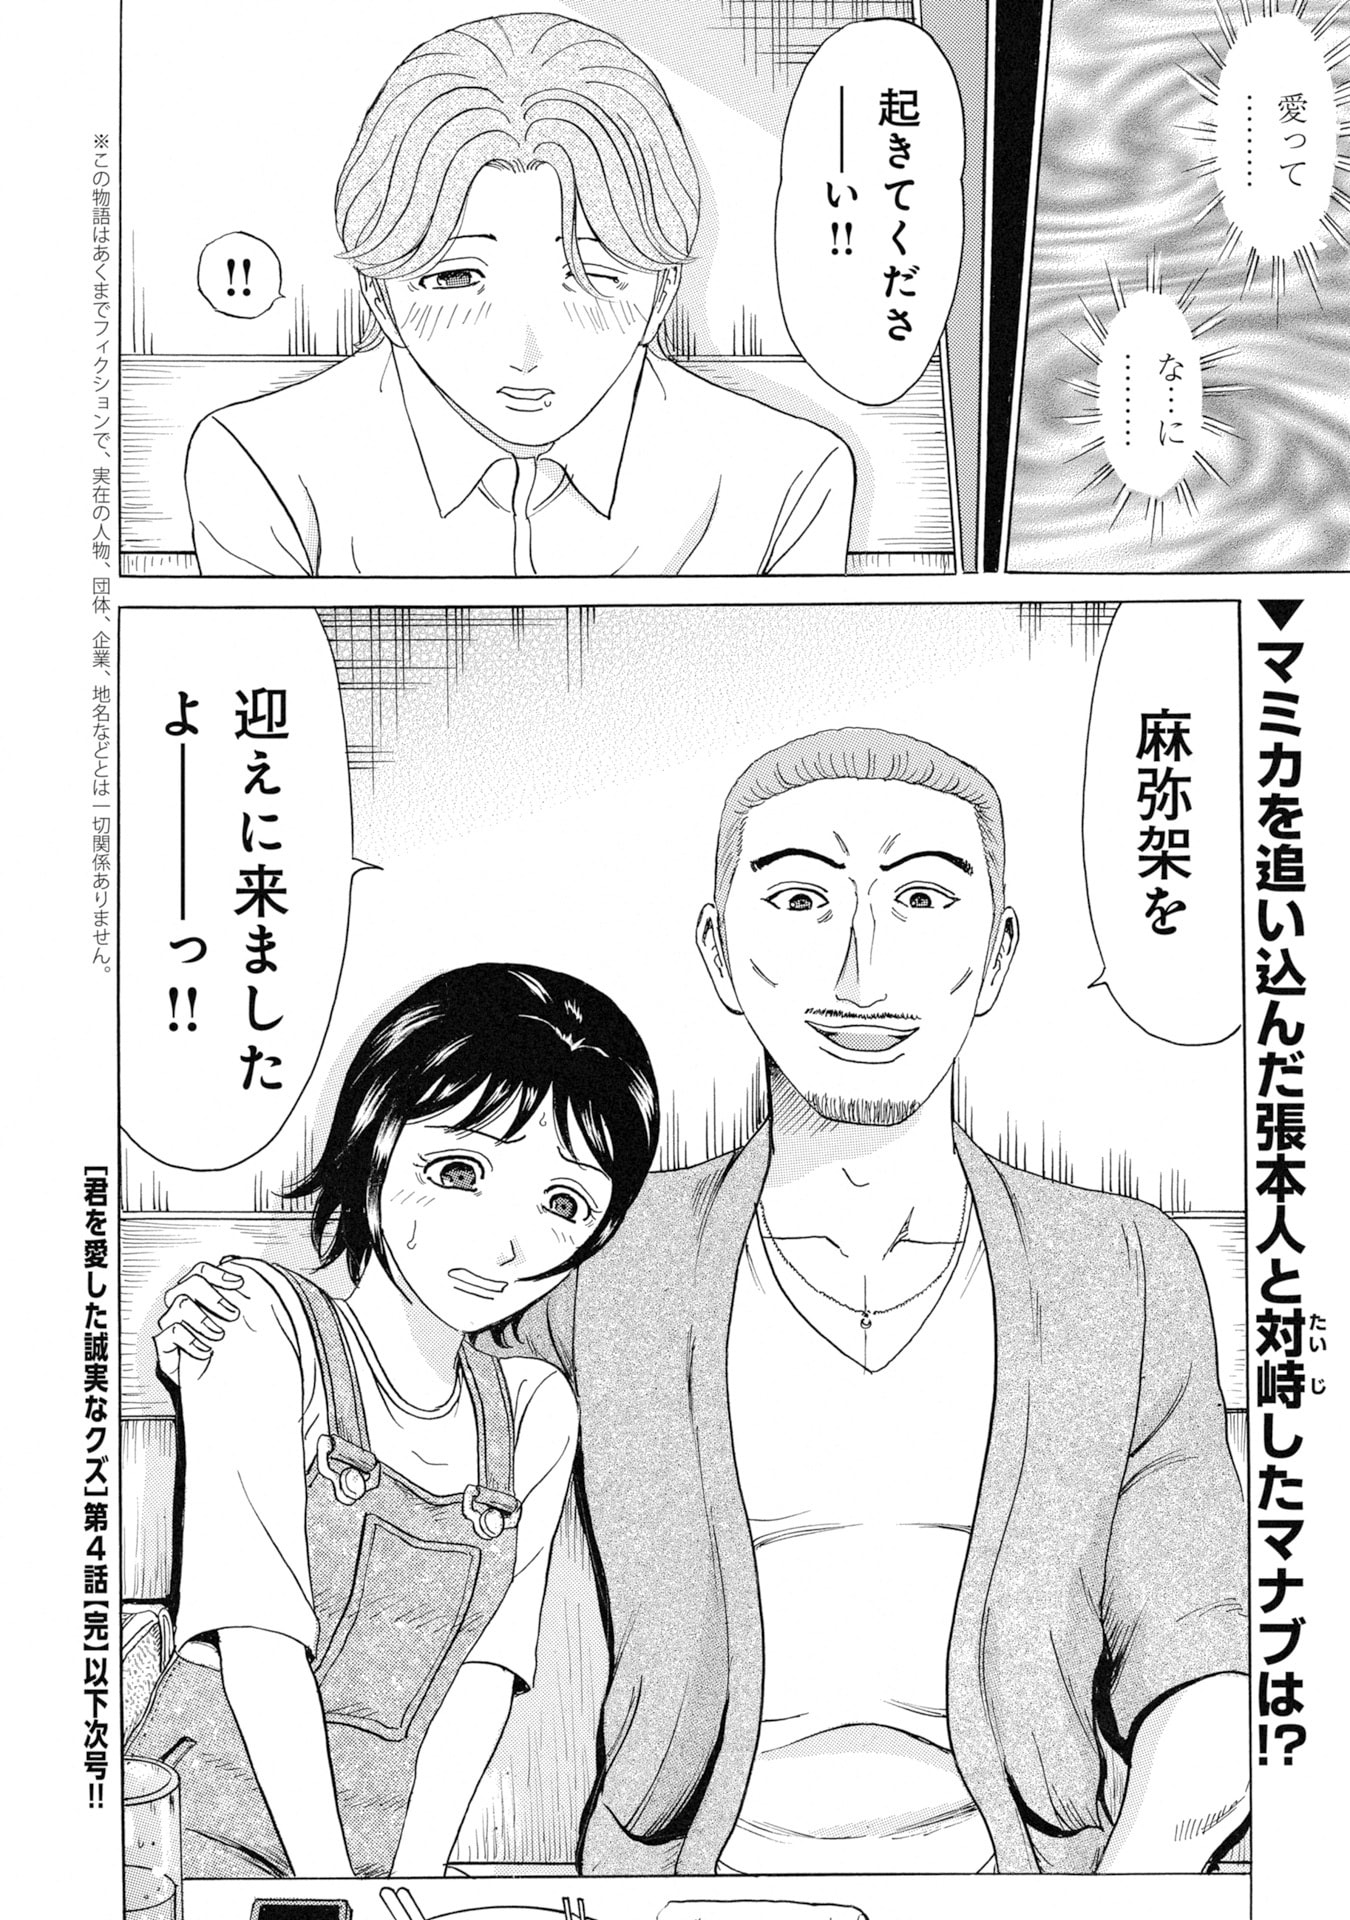 愛って
………
な…に
………
起きてくださ
――い!!
!!
麻弥架を
迎えに来ました
よ――っ!!
▼マミカを追い込んだ張本人と対峙したマナブは!?
たいじ
※この物語はあくまでフィクションで、実在の人物、団体、企業、地名などとは一切関係ありません。
[君を愛した誠実なクズ]第4話[完]以下次号!!